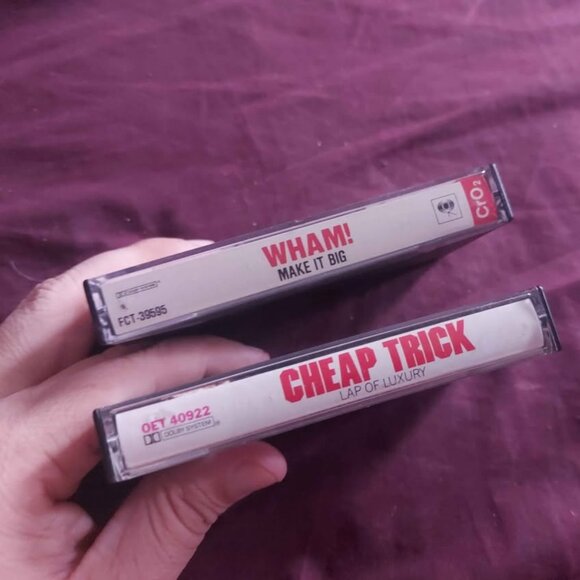 WHAM!
MAKE IT BIG
FCT-39595
CrO₂
CHEAP TRICK
LAP OF LUXURY
OET 40922
DOLBY SYSTEM